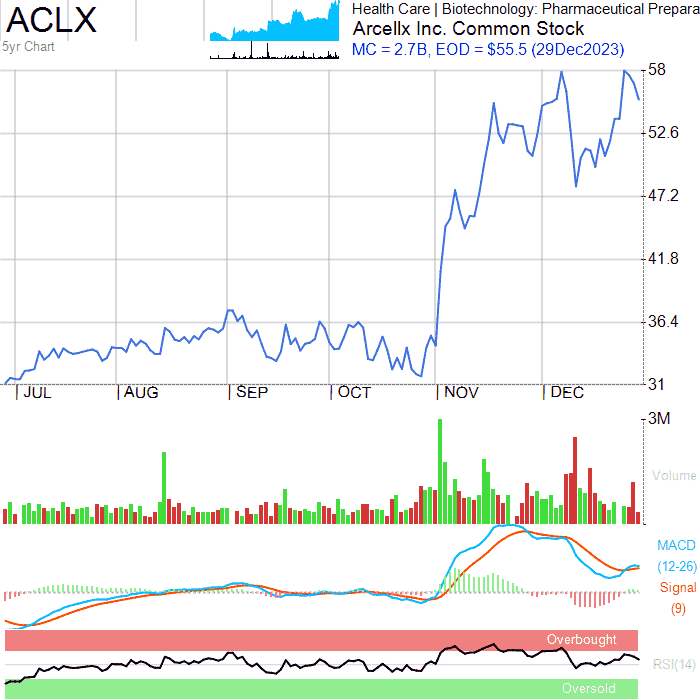 ACLX
5yr Chart
Health Care | Biotechnology: Pharmaceutical Prepara
Arcellx Inc. Common Stock
MC = 2.7B, EOD = $55.5 (29Dec2023)
58
52.6
47.2
41.8
36.4
31
JUL AUG SEP OCT NOV DEC
3M
Volume
MACD
(12-26)
Signal
(9)
Overbought
RSI(14)
Oversold